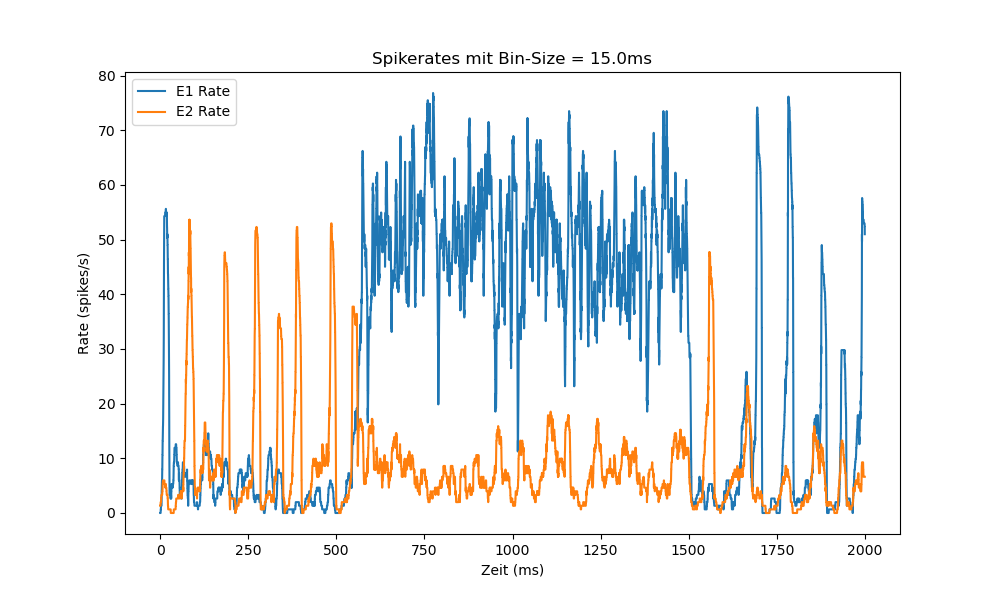 Spikerates mit Bin-Size = 15.0ms
E1 Rate
E2 Rate
Rate (spikes/s)
80
70
60
50
40
30
20
10
0
0 250 500 750 1000 1250 1500 1750 2000
Zeit (ms)